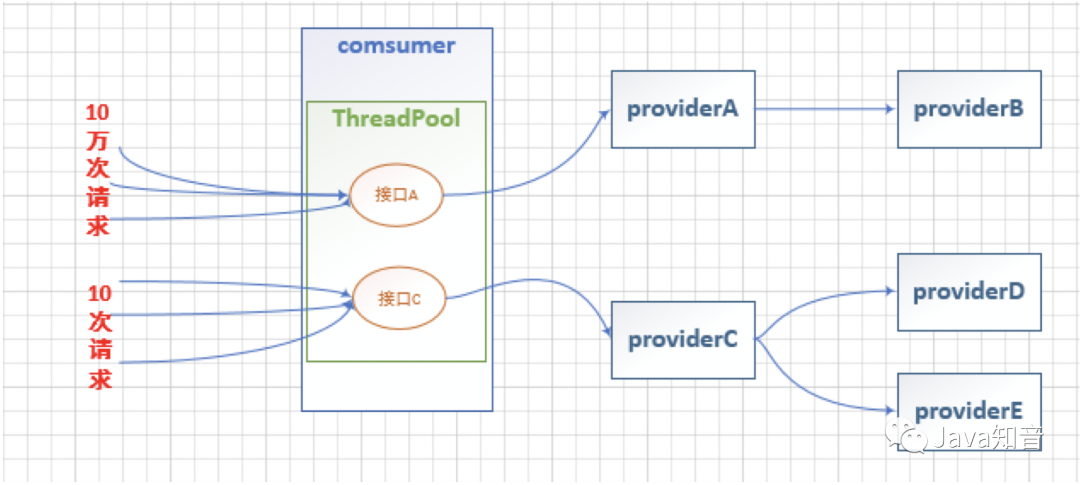 comsumer
ThreadPool
10
万
次
请
求
接口A
providerA
providerB
10
次
请
求
接口C
providerC
providerD
providerE
Java知音